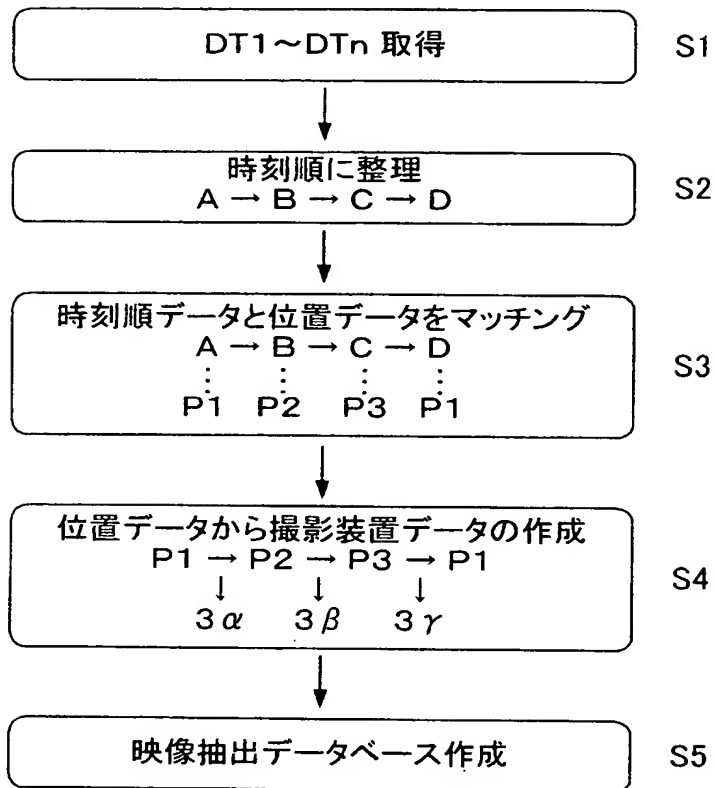 DT1～DTn 取得 S1
時刻順に整理
A → B → C → D S2
時刻順データと位置データをマッチング
A → B → C → D
S3
P1 P2 P3 P1
位置データから撮影装置データの作成
P1 → P2 → P3 → P1
S4
3α 3β 3γ
映像抽出データベース作成 S5